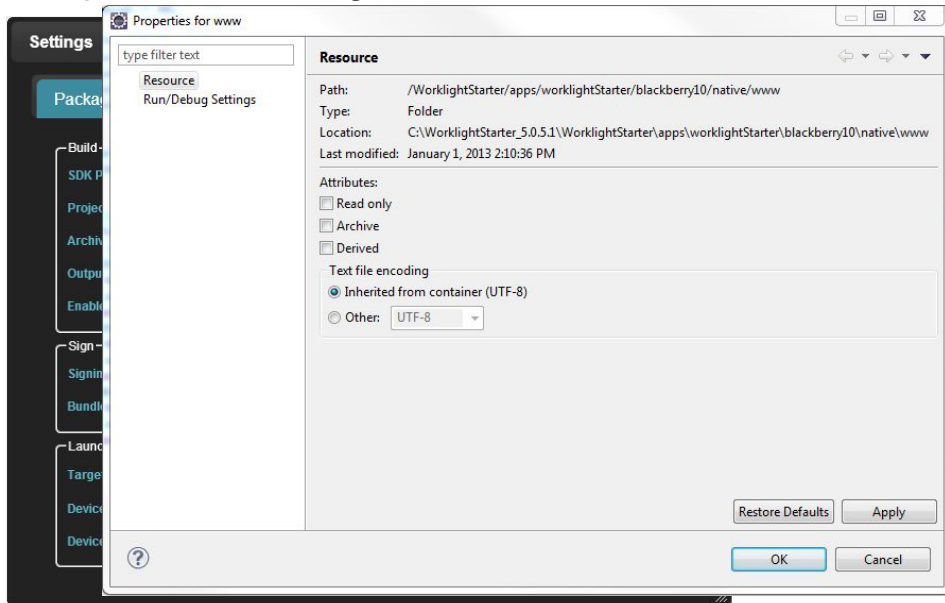 Properties for www
Settings
type filter text
Resource
Run/Debug Settings
Resource
Path: /WorklightStarter/apps/worklightStarter/blackberry10/native/www
Type: Folder
Location: C:\WorklightStarter_5.0.5.1\WorklightStarter\apps\worklightStarter\blackberry10\native\www
Last modified: January 1, 2013 2:10:36 PM
Attributes:
Read only
Archive
Derived
Text file encoding
Inherited from container (UTF-8)
Other: UTF-8
Restore Defaults Apply
? OK Cancel
Packa
Build
SDK P
Projec
Archiv
Outpu
Enable
Sign
Signin
Bundl
Launc
Targe
Device
Device